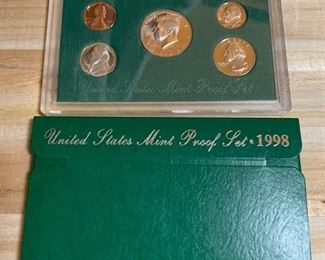 United States Mint Proof Set
United States Mint Proof Set • 1998